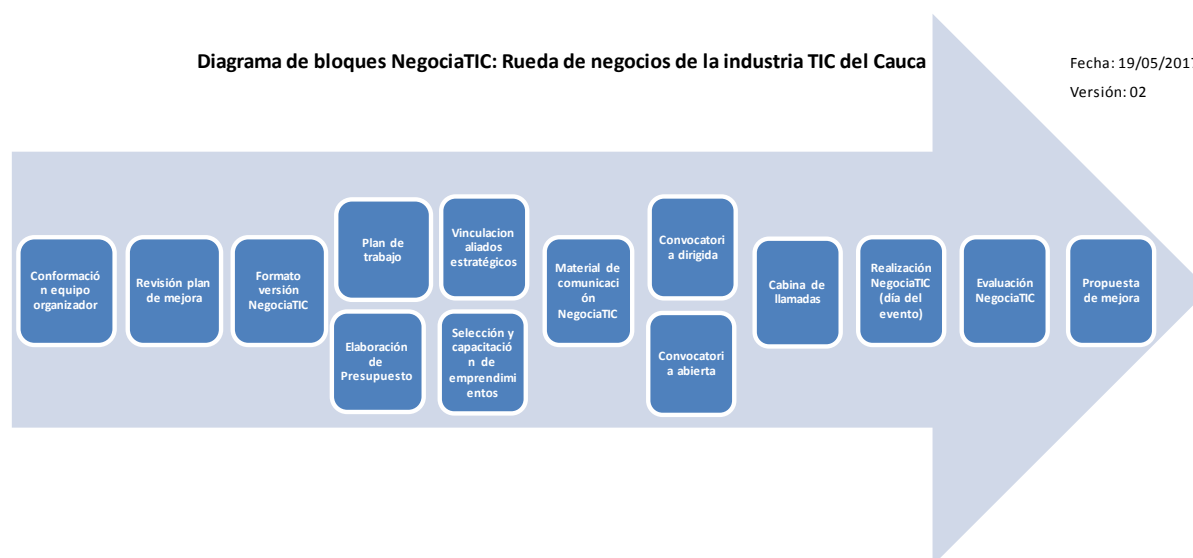 Diagrama de bloques NegociaTIC: Rueda de negocios de la industria TIC del Cauca
Fecha: 19/05/2017
Versión: 02
Conformació
n equipo
organizador
Revisión plan
de mejora
Formato
versión
NegociaTIC
Plan de
trabajo
Elaboración
de
Presupuesto
Vinculacion
aliados
estratégicos
Selección y
capacitació
n de
emprendimi
entos
Material de
comunicaci
ón
NegociaTIC
Convocatori
a dirigida
Convocatori
a abierta
Cabina de
llamadas
Realización
NegociaTIC
(día del
evento)
Evaluación
NegociaTIC
Propuesta
de mejora